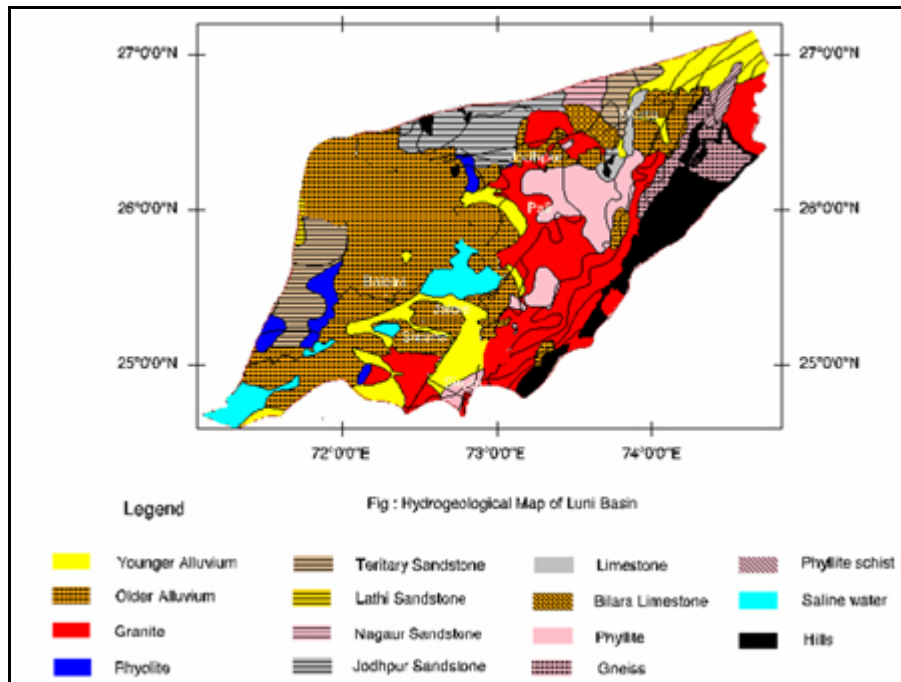 27°0'0"N 27°0'0"N
26°0'0"N 26°0'0"N
25°0'0"N 25°0'0"N
Pali
72°0'0"E 73°0'0"E 74°0'0"E
Fig : Hydrogeological Map of Luni Basin
Legend
Younger Alluvium
Older Alluvium
Granite
Rhyolite
Teritary Sandstone
Lathi Sandstone
Nagaur Sandstone
Jodhpur Sandstone
Limestone
Bilara Limestone
Phyllite
Gneiss
Phyllite schist
Saline water
Hills